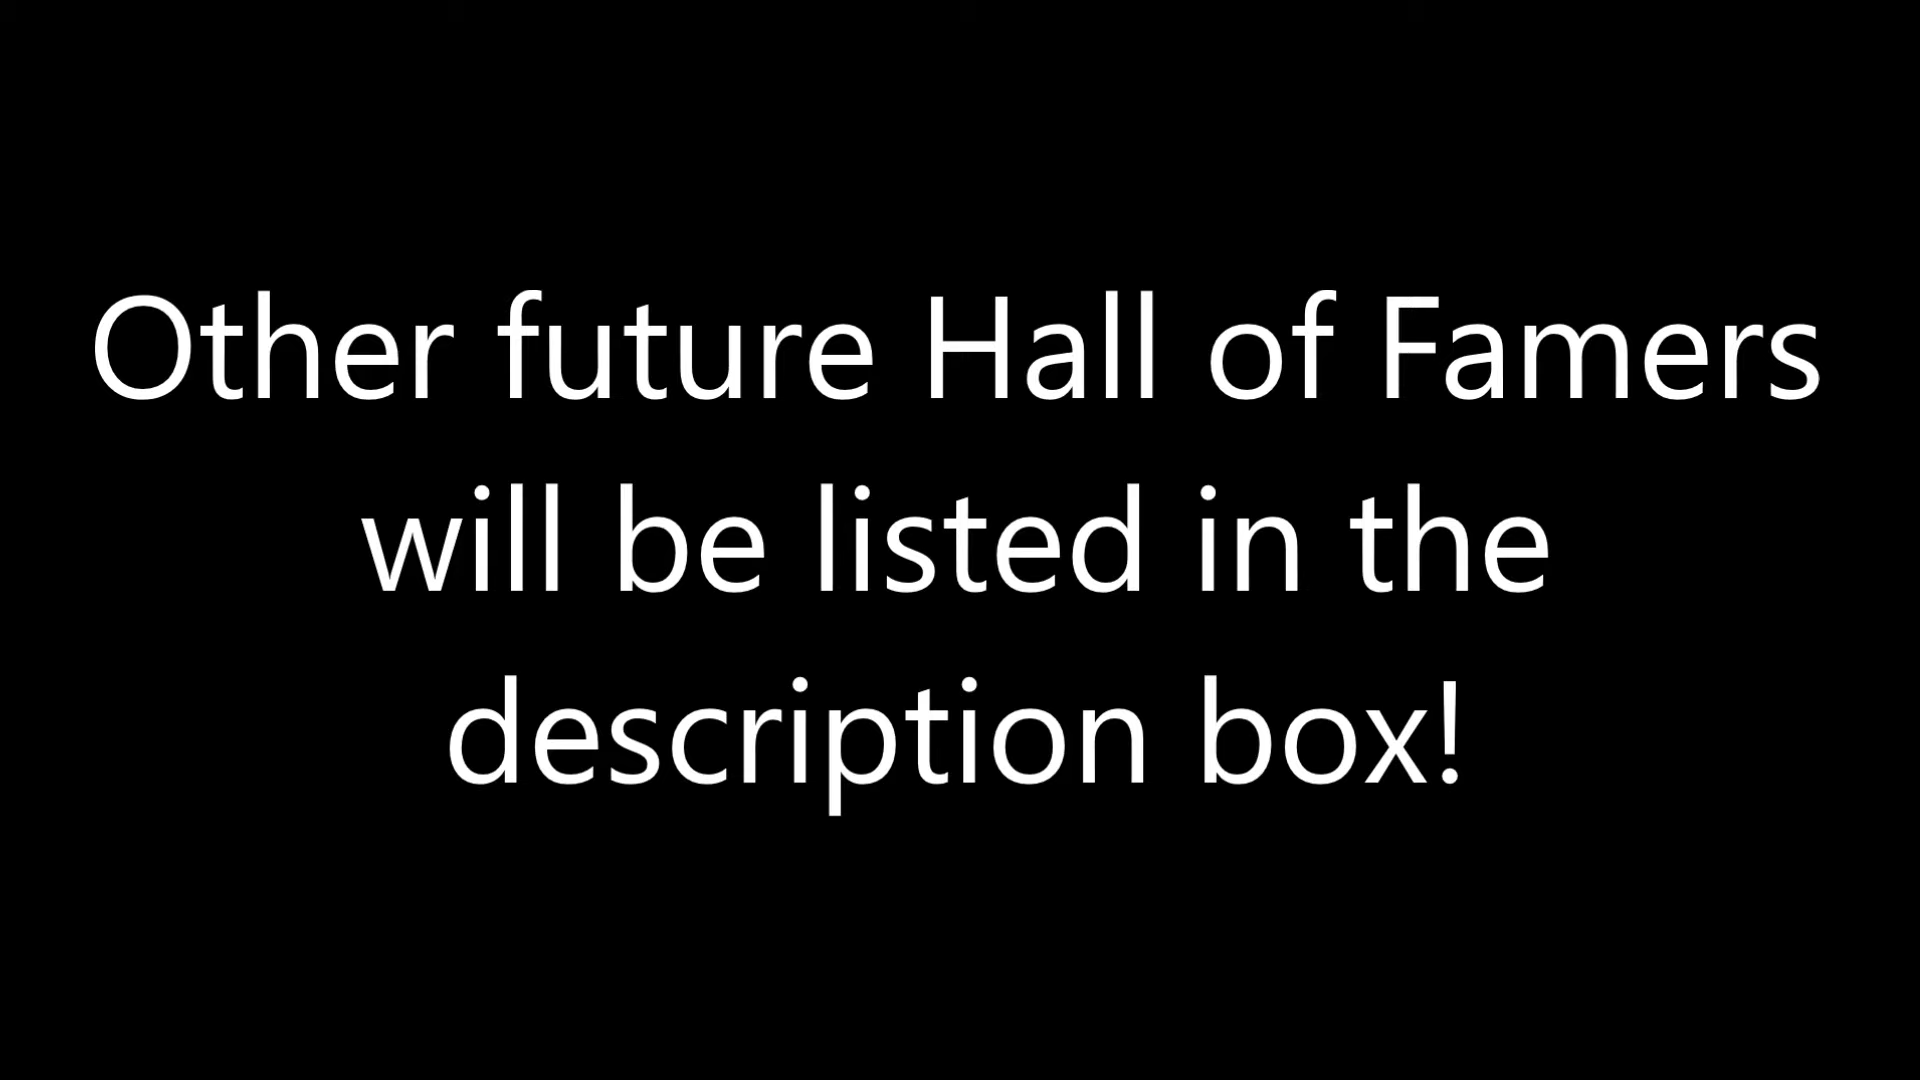 Other future Hall of Famers
will be listed in the
description box!